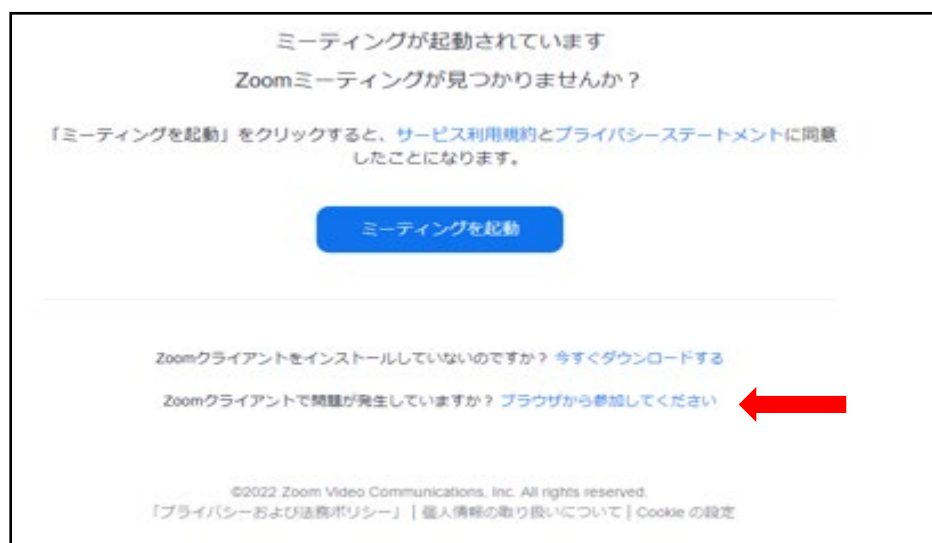 ミーティングが起動されています
Zoomミーティングが見つかりませんか？
「ミーティングを起動」をクリックすると、サービス利用規約とプライバシーステートメントに同意
したことになります。
ミーティングを起動
Zoomクライアントをインストールしていないのですか？今すぐダウンロードする
Zoomクライアントで問題が発生していますか？ブラウザから参加してください
©2022 Zoom Video Communications, Inc. All rights reserved.
「プライバシーおよび法務ポリシー」 | 個人情報の取り扱いについて | Cookie の設定